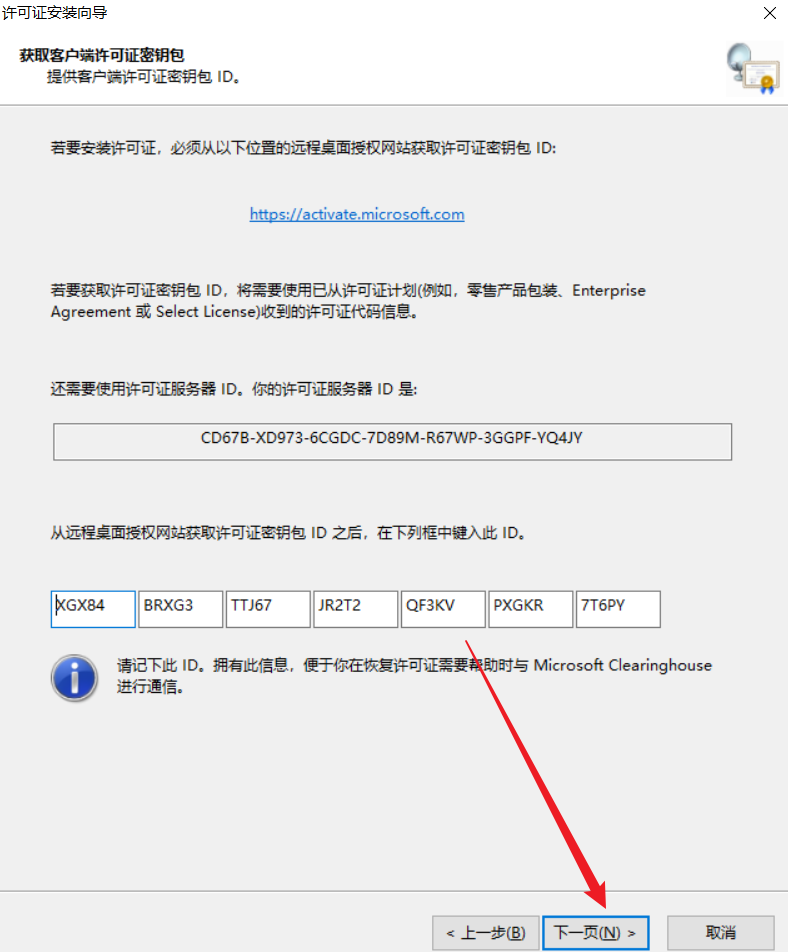 许可证安装向导
获取客户端许可证密钥包
提供客户端许可证密钥包 ID。
若要安装许可证，必须从以下位置的远程桌面授权网站获取许可证密钥包 ID:
https://activate.microsoft.com
若要获取许可证密钥包 ID，将需要使用已从许可证计划(例如，零售产品包装、Enterprise
Agreement 或 Select License)收到的许可证代码信息。
还需要使用许可证服务器 ID。你的许可证服务器 ID 是:
CD67B-XD973-6CGDC-7D89M-R67WP-3GGPF-YQ4JY
从远程桌面授权网站获取许可证密钥包 ID 之后，在下列框中键入此 ID。
XGX84 BRXG3 TTJ67 JR2T2 QF3KV PXGKR 7T6PY
请记下此 ID。拥有此信息，便于你在恢复许可证需要帮助时与 Microsoft Clearinghouse
进行通信。
< 上一步(B) 下一页(N) > 取消